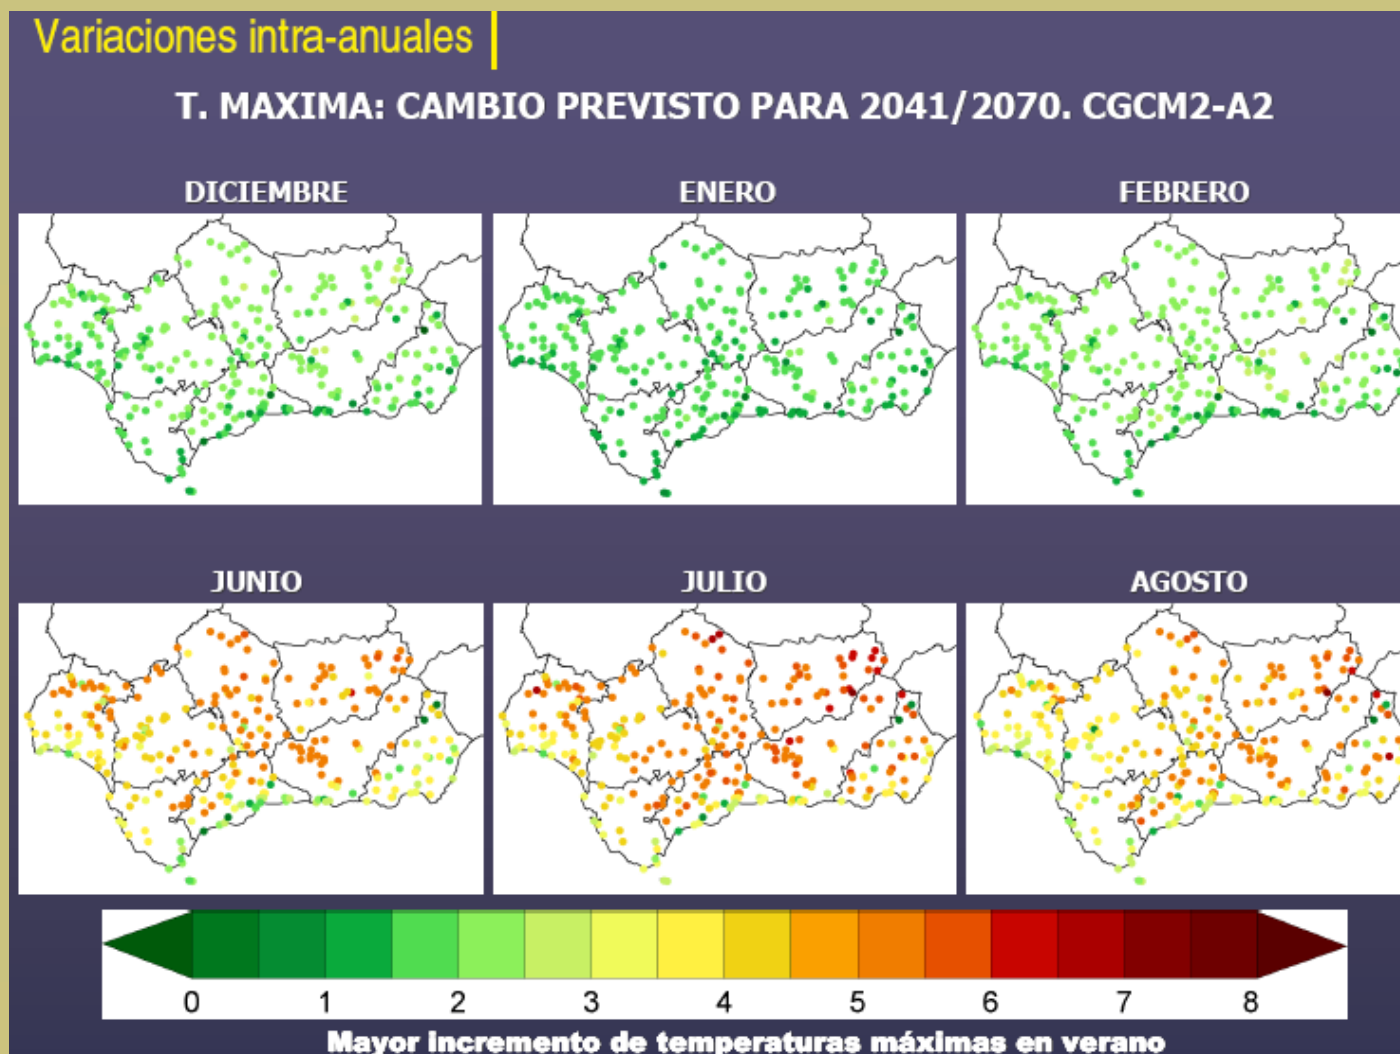 Variaciones intra-anuales
T. MAXIMA: CAMBIO PREVISTO PARA 2041/2070. CGCM2-A2
DICIEMBRE
ENERO
FEBRERO
JUNIO
JULIO
AGOSTO
0 1 2 3 4 5 6 7 8
Mayor incremento de temperaturas máximas en verano